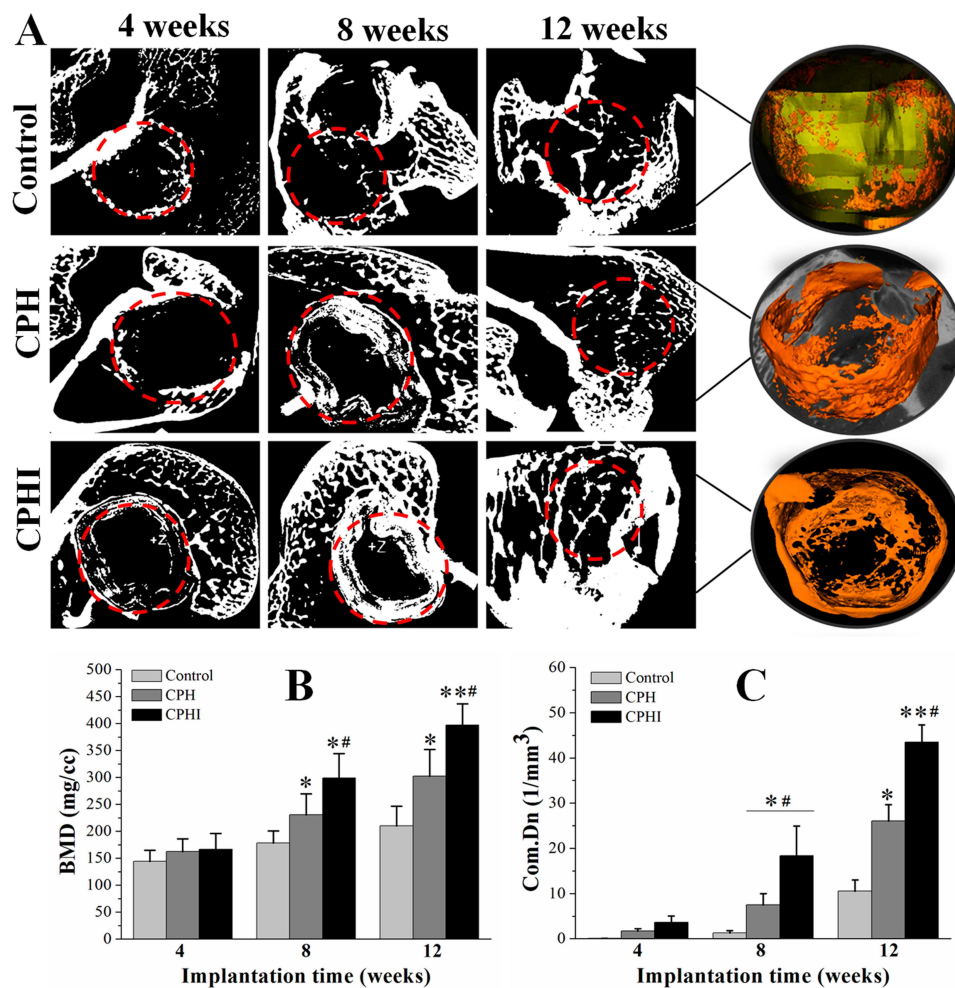 A
4 weeks
8 weeks
12 weeks
Control
CPH
+Z
CPHI
+Z
+Z
B
500
450
400
350
300
250
200
150
100
50
0
BMD (mg/cc)
Control
CPH
CPHI
*
*#
*
**#
4
8
12
Implantation time (weeks)
C
60
50
40
30
20
10
0
Com.Dn (1/mm³)
Control
CPH
CPHI
*#
*
**#
4
8
12
Implantation time (weeks)